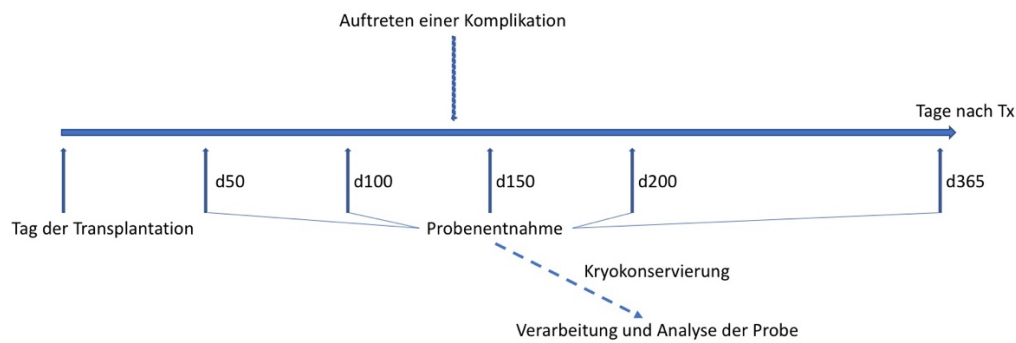 Auftreten einer Komplikation
Tage nach Tx
d50
d100
d150
d200
d365
Tag der Transplantation
Probenentnahme
Kryokonservierung
Verarbeitung und Analyse der Probe